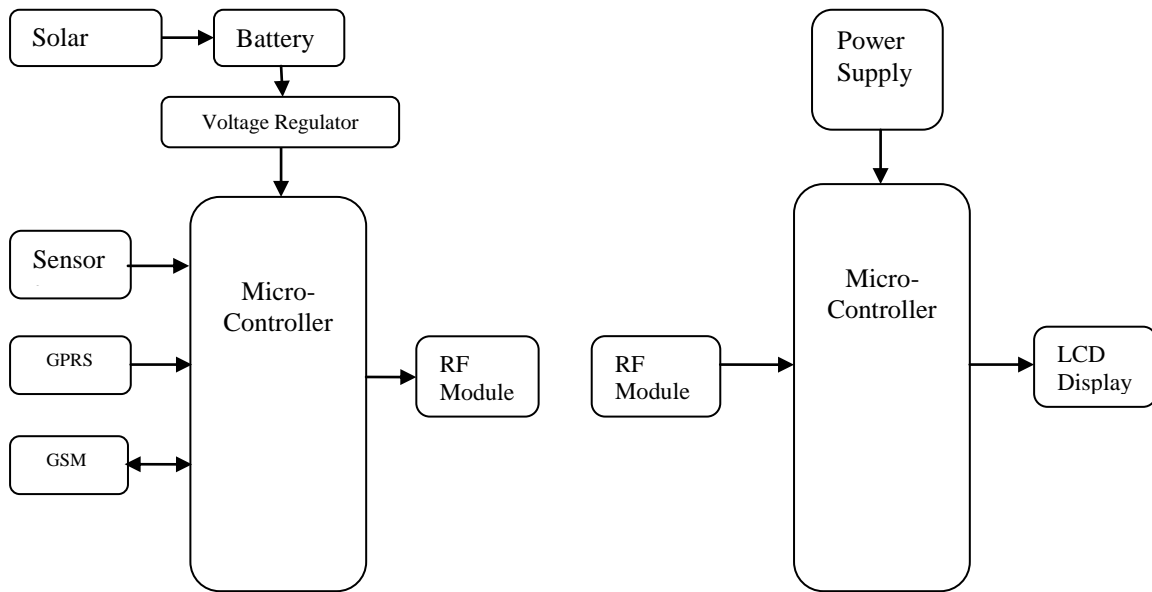 Solar
Battery
Voltage Regulator
Sensor
GPRS
GSM
Micro-
Controller
RF
Module
Power
Supply
RF
Module
Micro-
Controller
LCD
Display